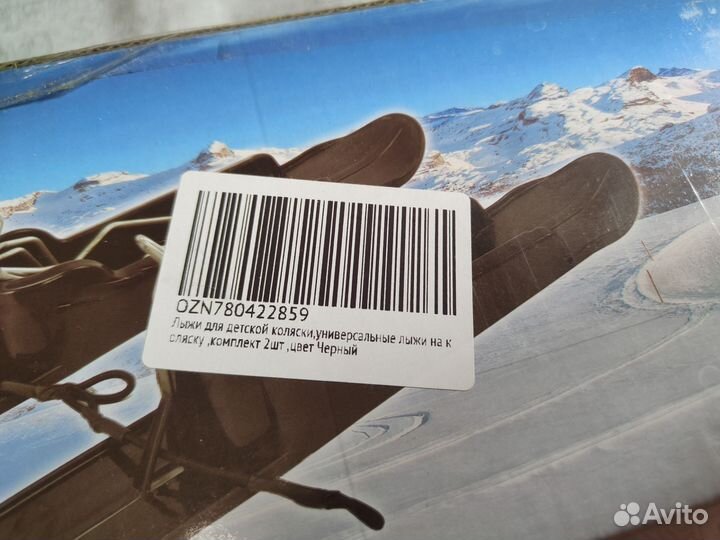 OZN780422859
Лыжи для детской коляски,универсальные лыжи на к
оляску ,комплект 2шт ,цвет Черный
Avito